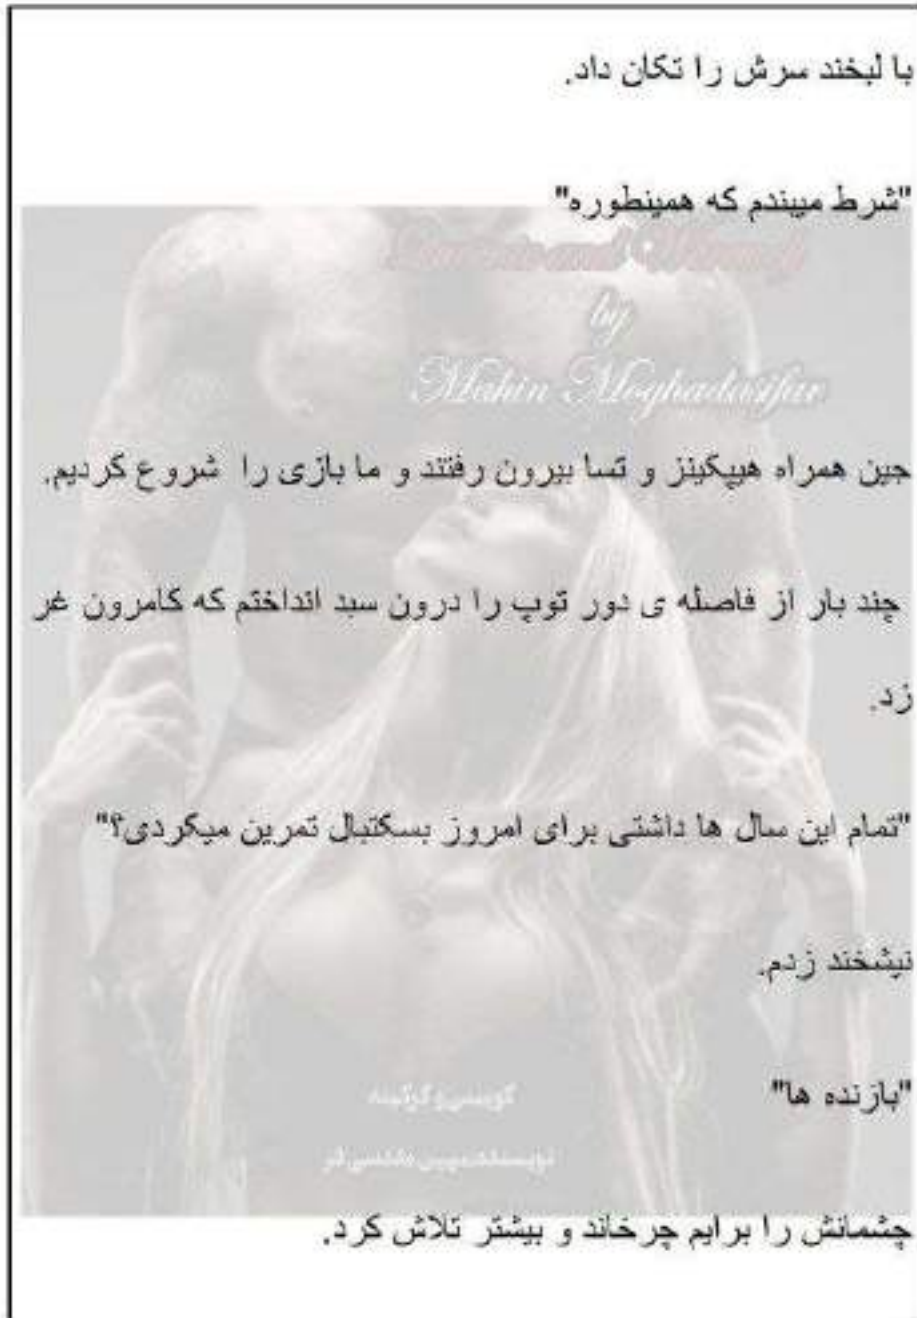 با لبخند سرش را تکان داد.
"شرط میبندم که همینطوره"
and
by
Mahin Moghadasifar
جین همراه هیپکینز و تسا بیرون رفتند و ما بازی را شروع کردیم.
چند بار از فاصله ی دور توپ را درون سبد انداختم که کامرون غر
زد.
"تمام این سال ها داشتی برای امروز بسکتبال تمرین میکردی؟"
نیشخند زدم.
"بازنده ها"
چشمانش را برایم چرخاند و بیشتر تلاش کرد.